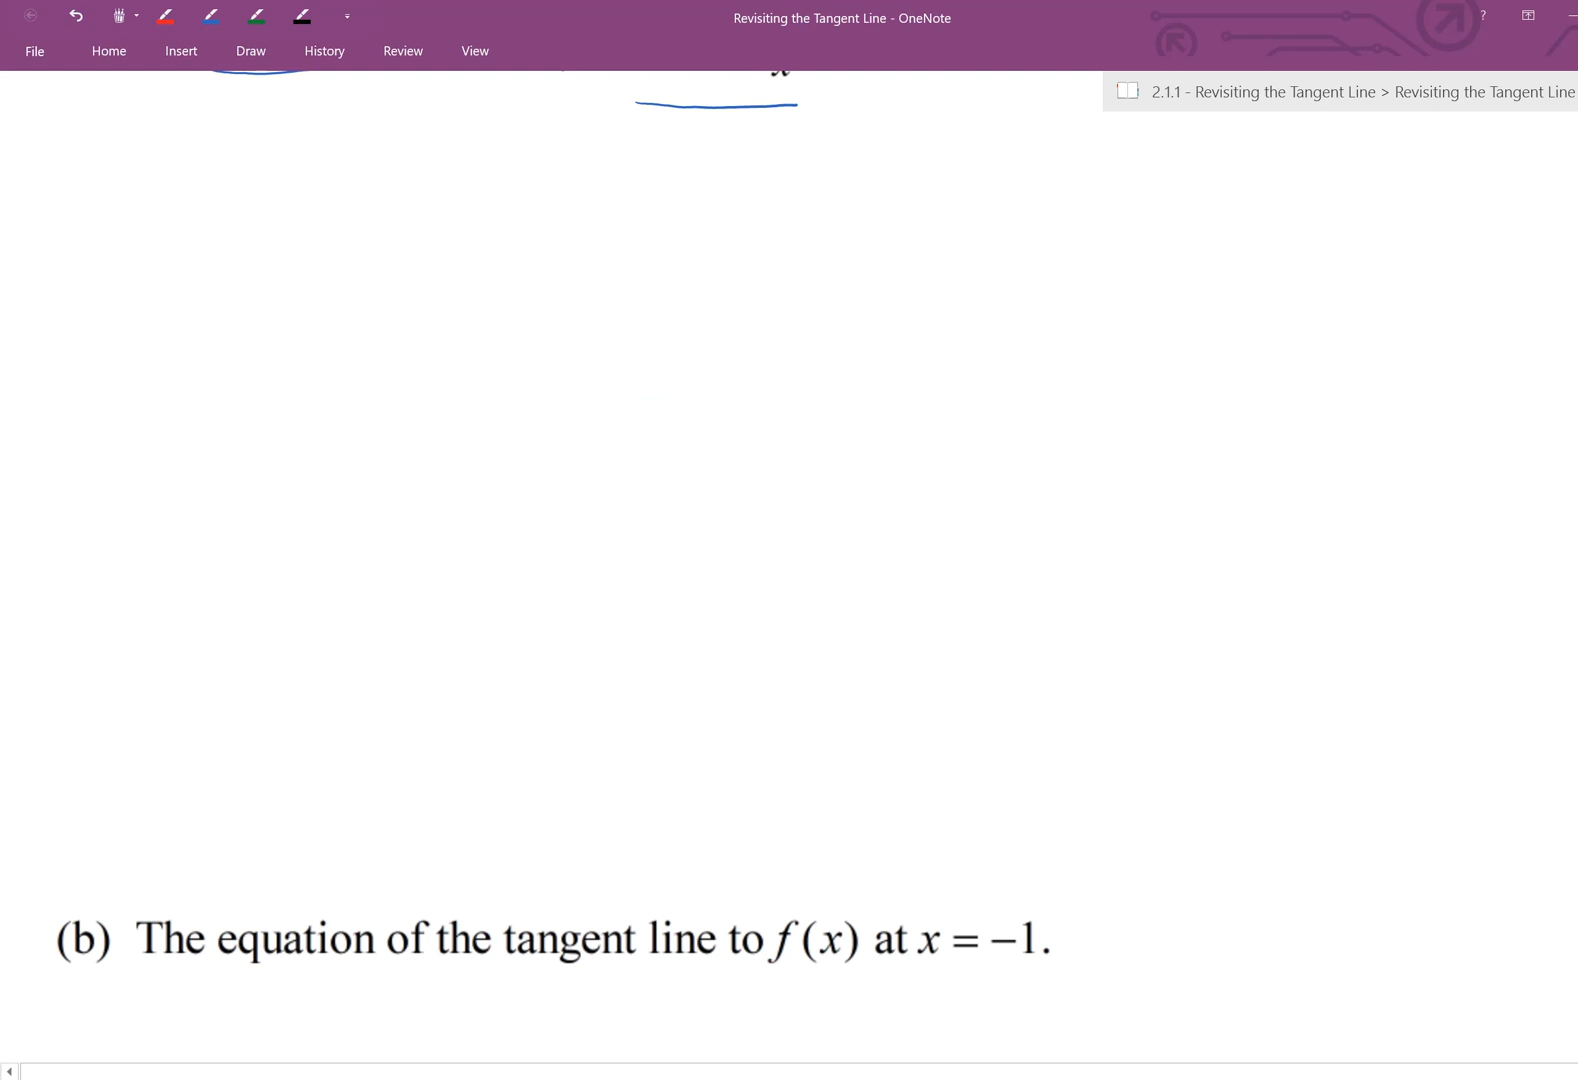 Revisiting the Tangent Line - OneNote
?
File Home Insert Draw History Review View
x
2.1.1 - Revisiting the Tangent Line > Revisiting the Tangent Line
(b) The equation of the tangent line to f(x) at x = −1.